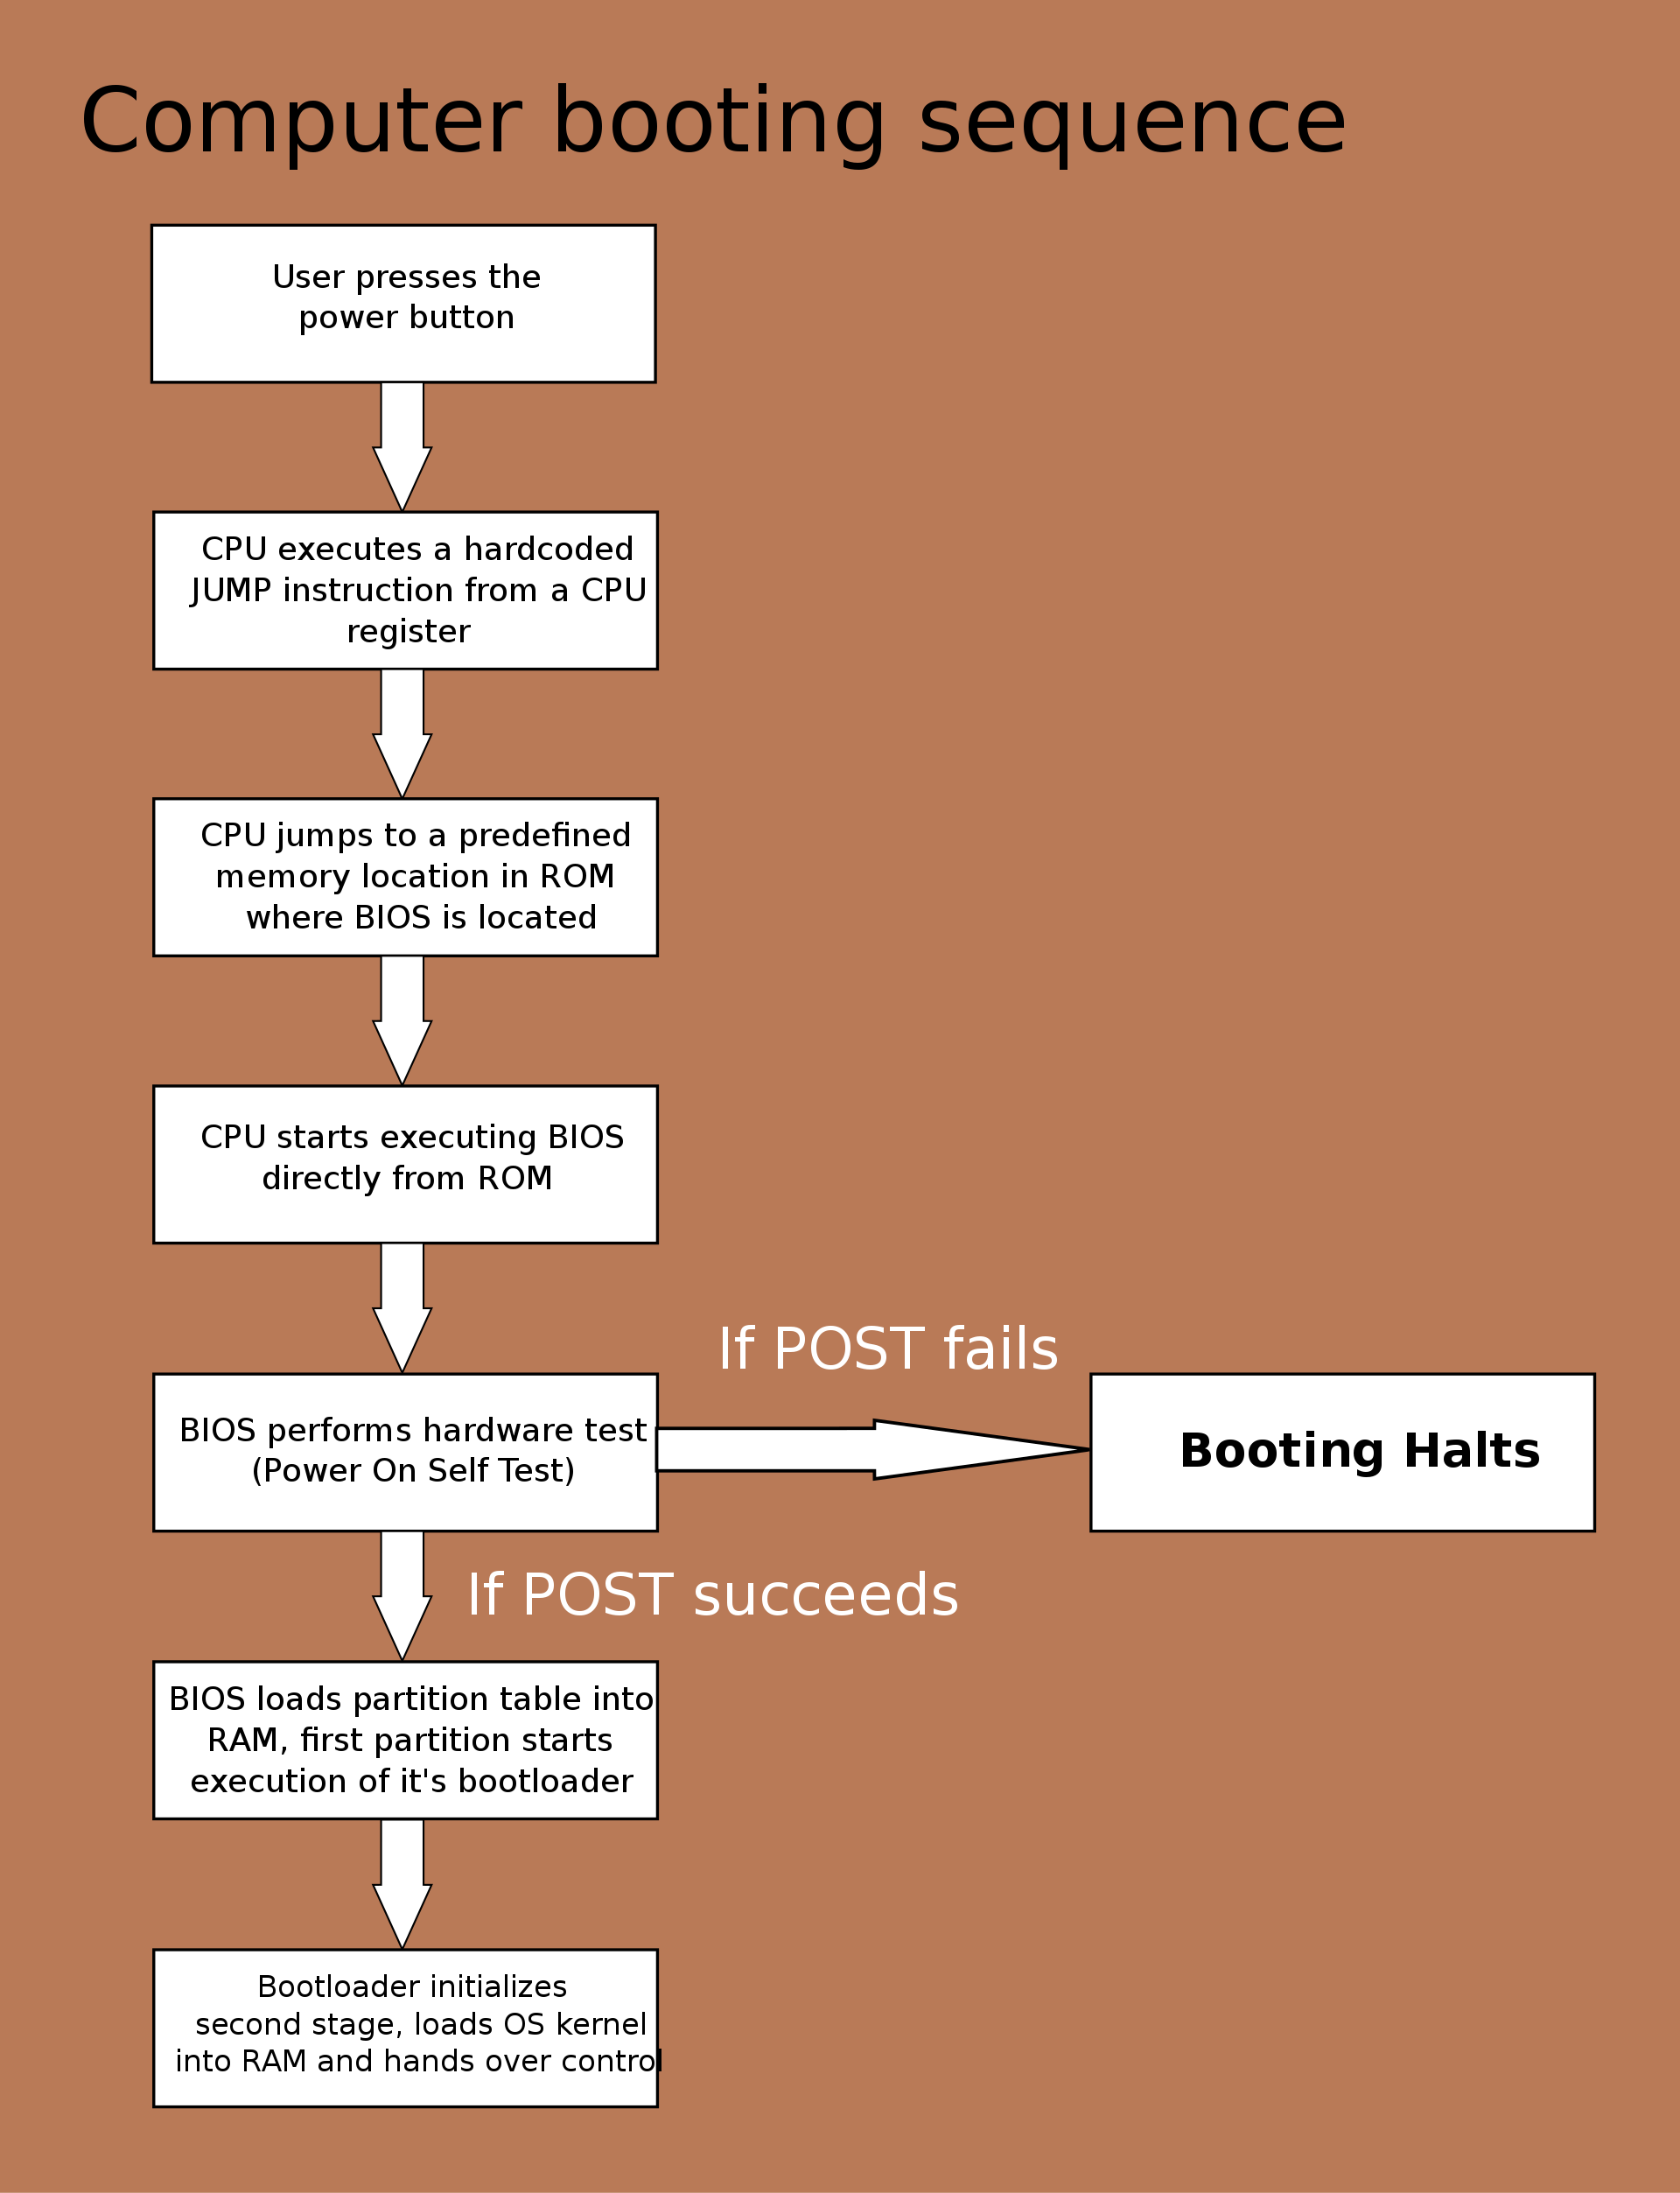 Computer booting sequence
User presses the
power button
CPU executes a hardcoded
JUMP instruction from a CPU
register
CPU jumps to a predefined
memory location in ROM
where BIOS is located
CPU starts executing BIOS
directly from ROM
If POST fails
BIOS performs hardware test
(Power On Self Test)
Booting Halts
If POST succeeds
BIOS loads partition table into
RAM, first partition starts
execution of it's bootloader
Bootloader initializes
second stage, loads OS kernel
into RAM and hands over control